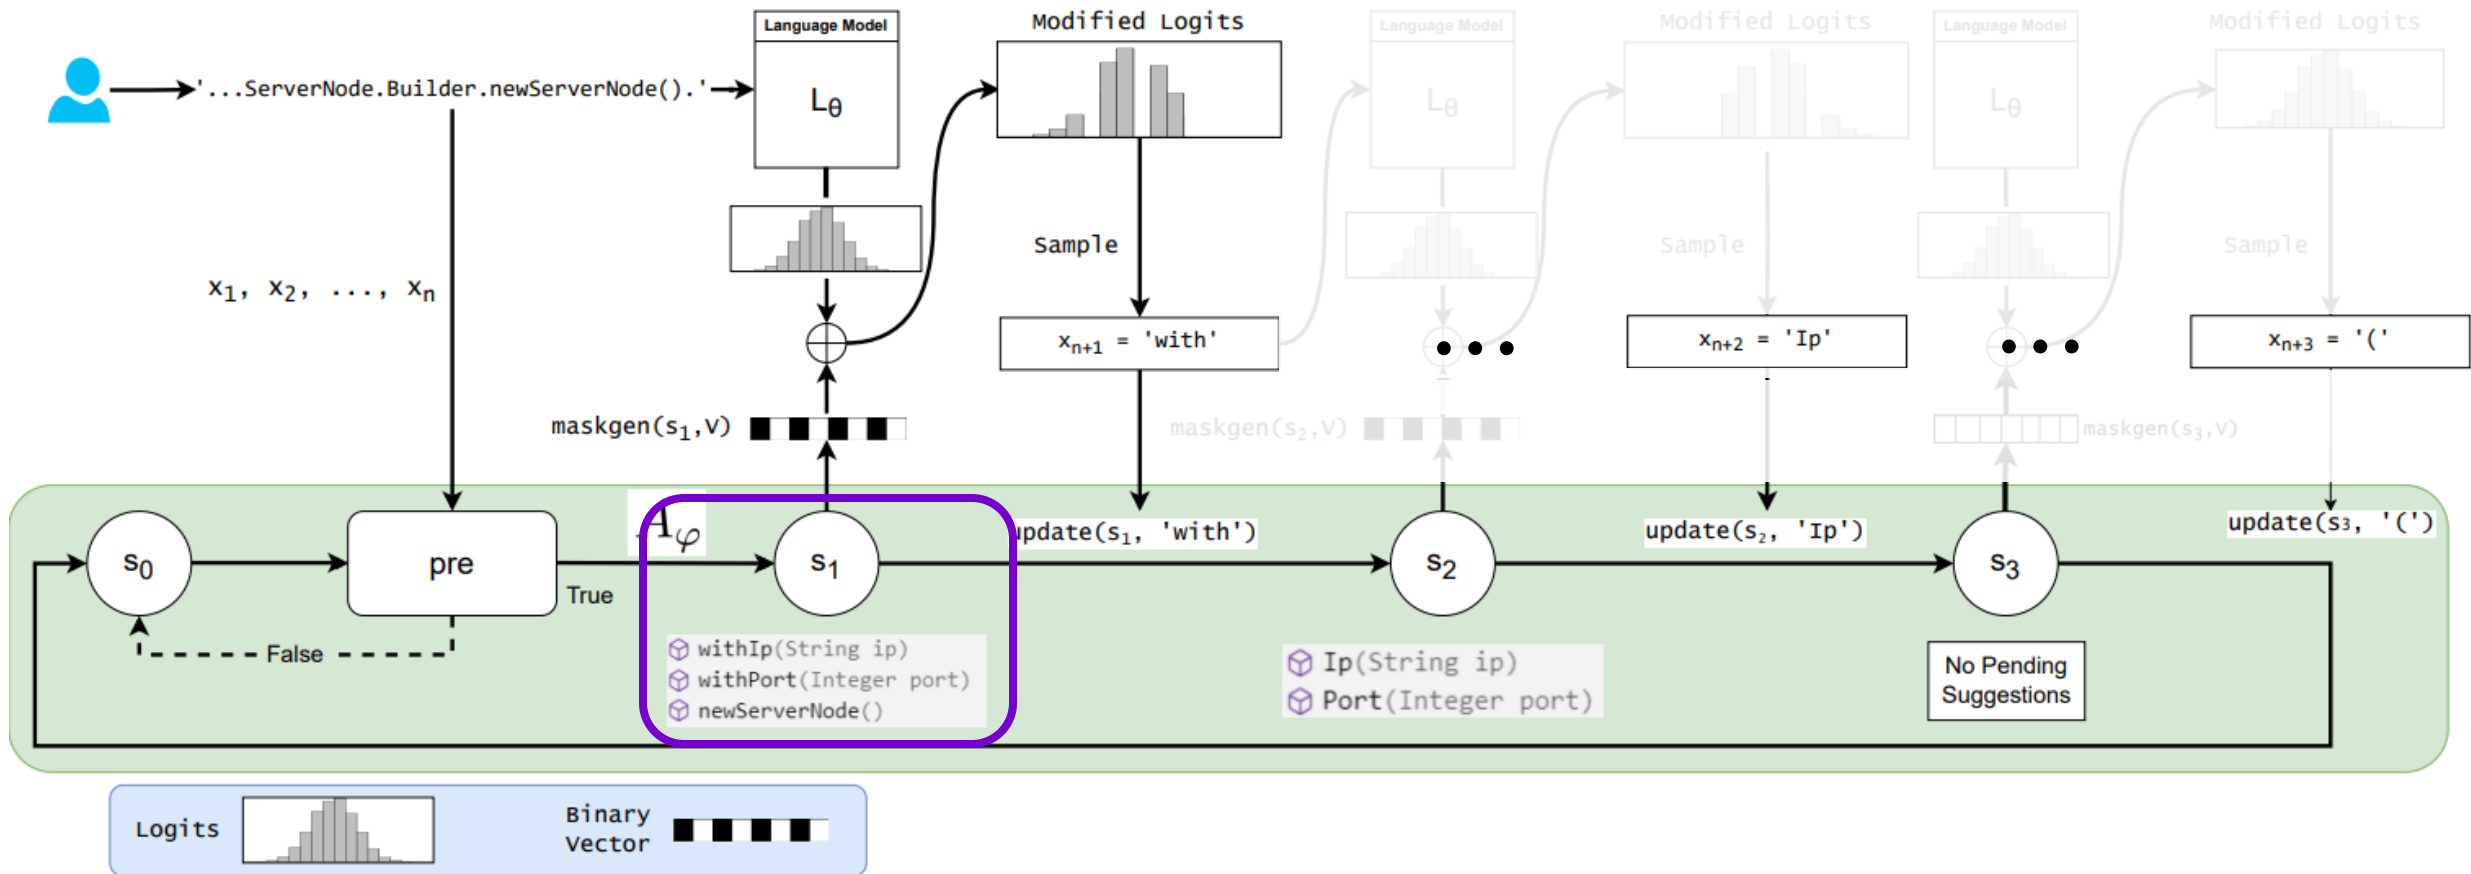 Language Model
Modified Logits
Language Model
Modified Logits
Language Model
Modified Logits
'...ServerNode.Builder.newServerNode().'
Lθ
Lθ
Lθ
Sample
Sample
Sample
x1, x2, ..., xn
xn+1 = 'with'
xn+2 = 'Ip'
xn+3 = '('
maskgen(s1,V)
maskgen(s2,V)
maskgen(s3,V)
Aφ
update(s1, 'with')
update(s2, 'Ip')
update(s3, '(')
s0
pre
s1
s2
s3
True
False
withIp(String ip)
withPort(Integer port)
newServerNode()
Ip(String ip)
Port(Integer port)
No Pending
Suggestions
Logits
Binary
Vector